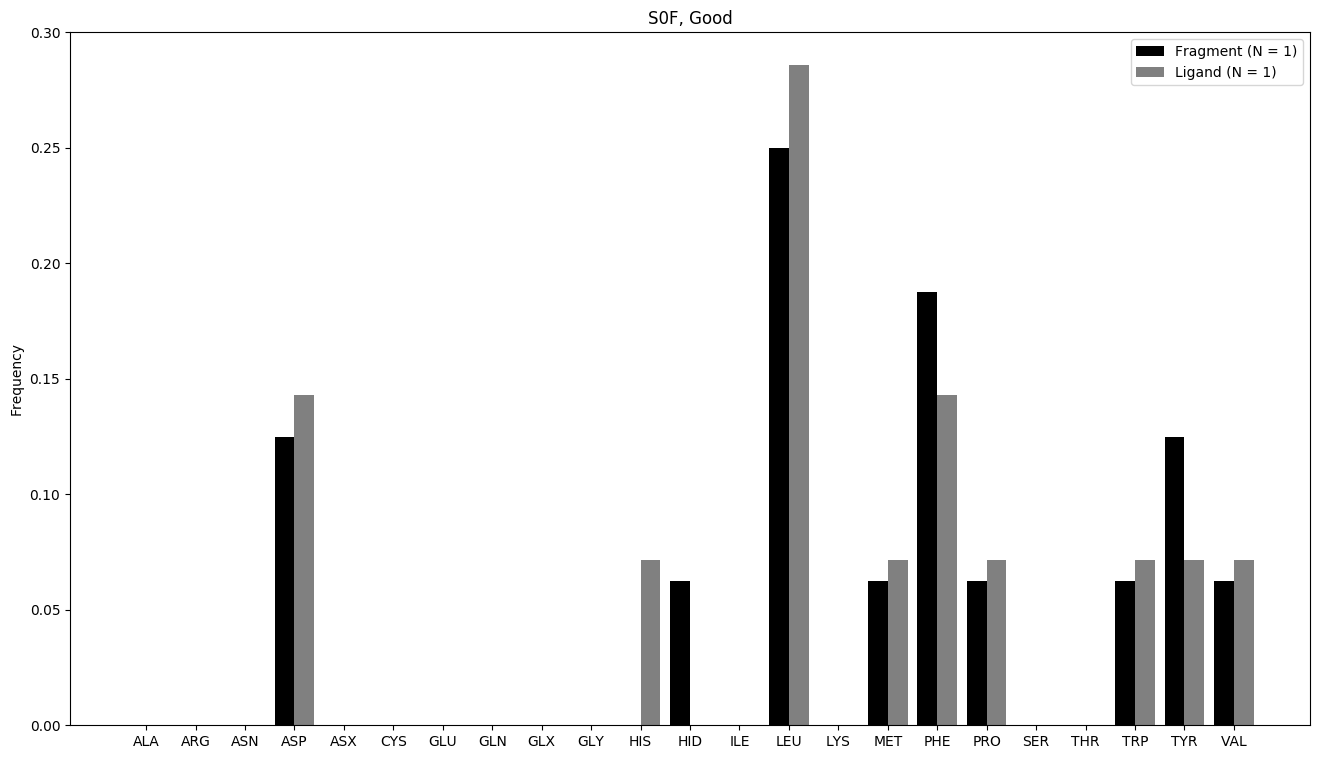 S0F, Good
Fragment (N = 1)
Ligand (N = 1)
Frequency
0.30
0.25
0.20
0.15
0.10
0.05
0.00
ALA ARG ASN ASP ASX CYS GLU GLN GLX GLY HIS HID ILE LEU LYS MET PHE PRO SER THR TRP TYR VAL